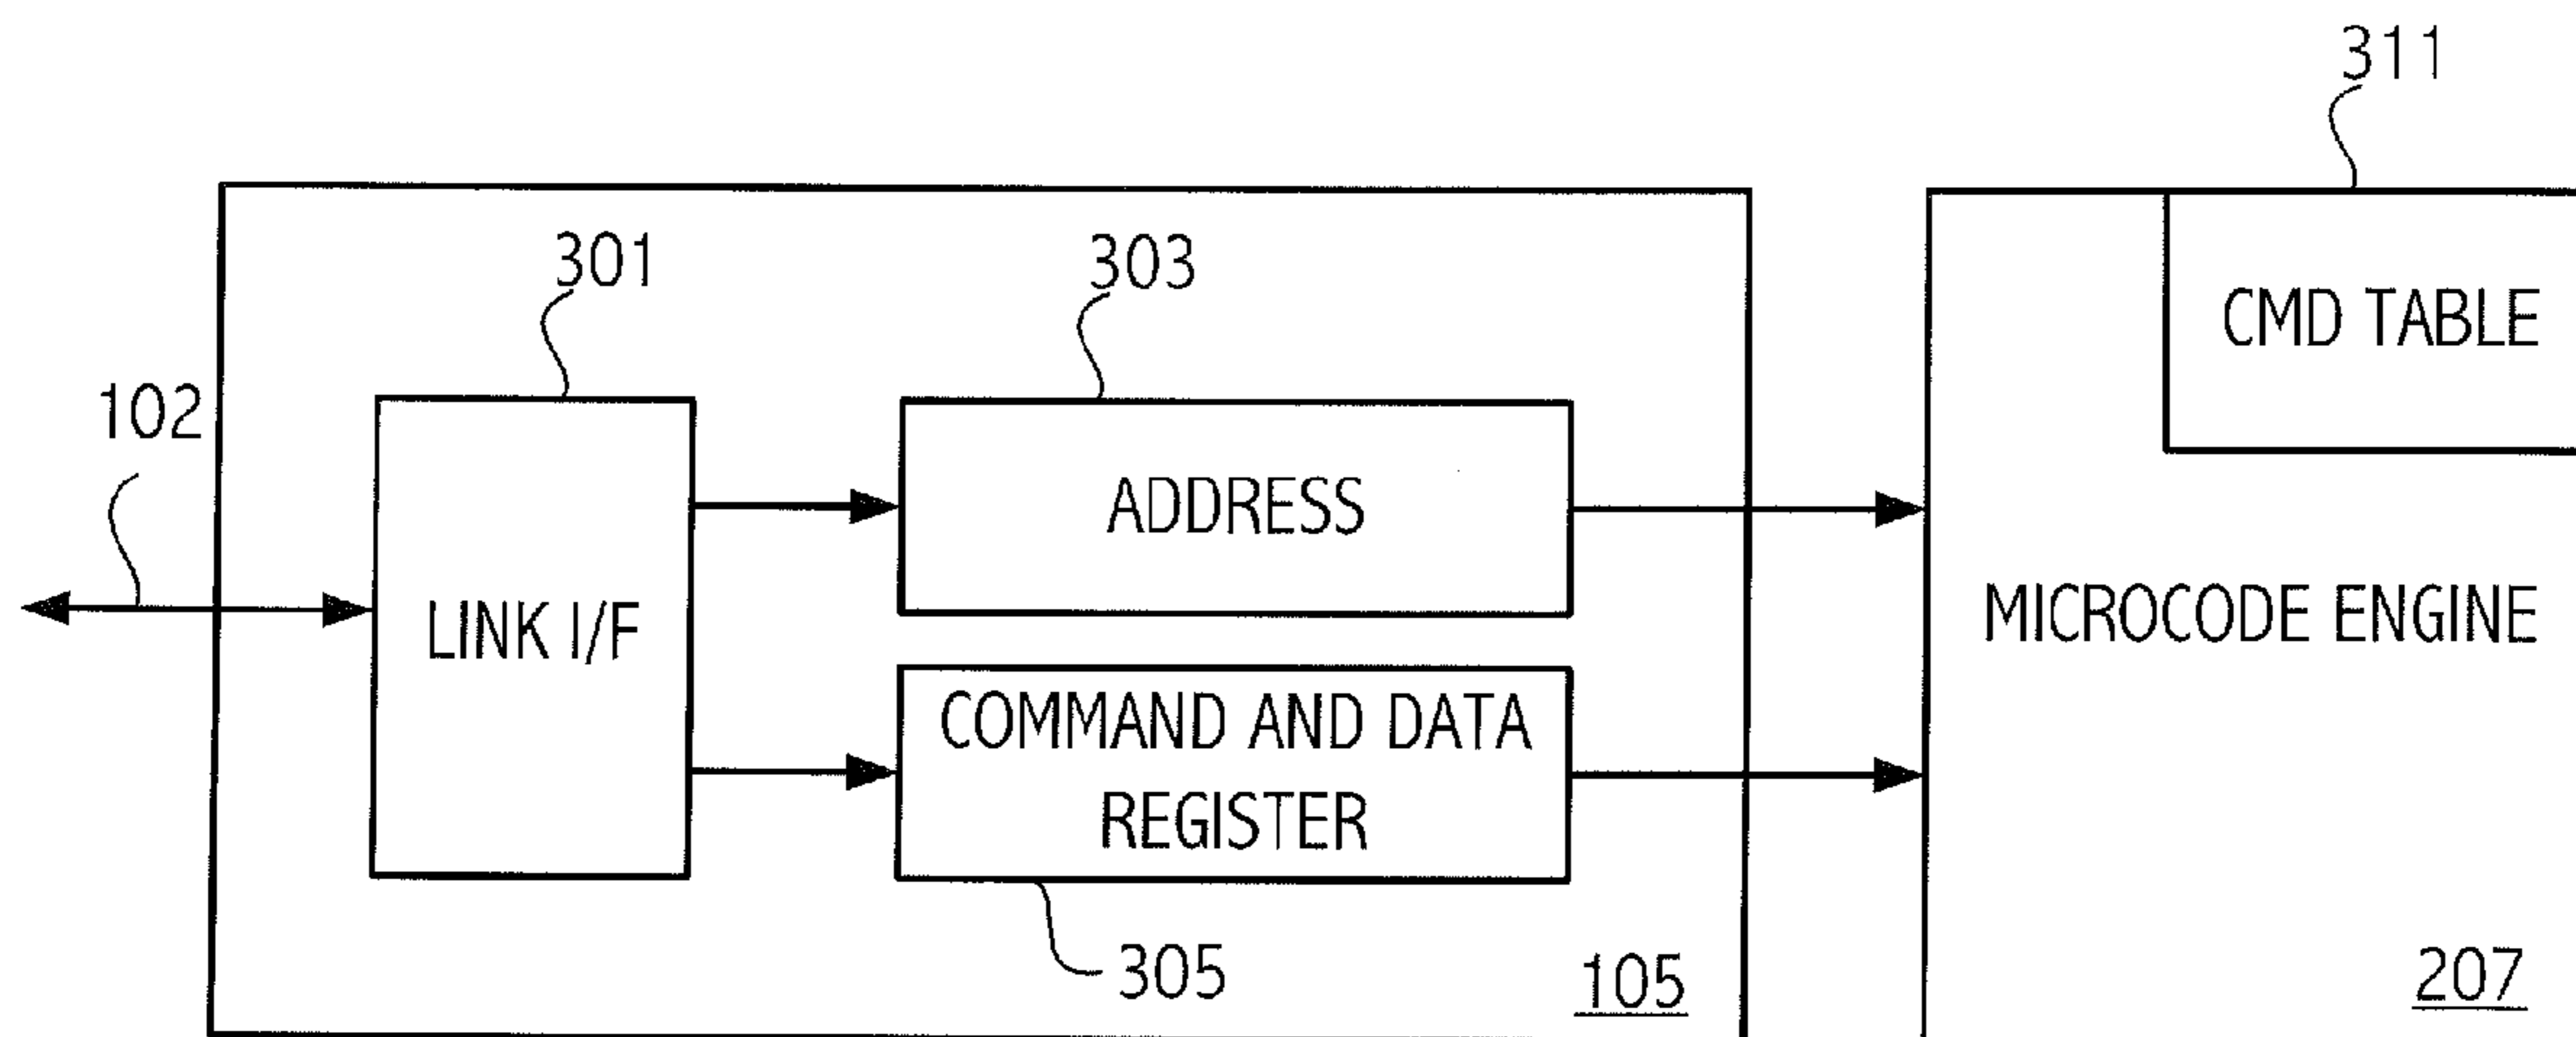 311
301
303
CMD TABLE
102
ADDRESS
LINK I/F
MICROCODE ENGINE
COMMAND AND DATA
REGISTER
305
105
207